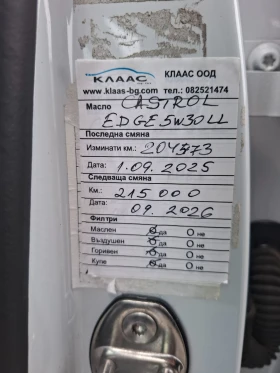 КЛААС
КЛААС ООД
www.klaas-bg.com тел.: 082521474
Масло CASTROL
EDGE 5W30 LL
Последна смяна
Изминати км.: 204573
Дата: 1.09.2025
Следваща смяна
Км.: 215000
Дата: 09.2026
Филтри
Маслен да не
Въздушен да не
Горивен да не
Купе да не